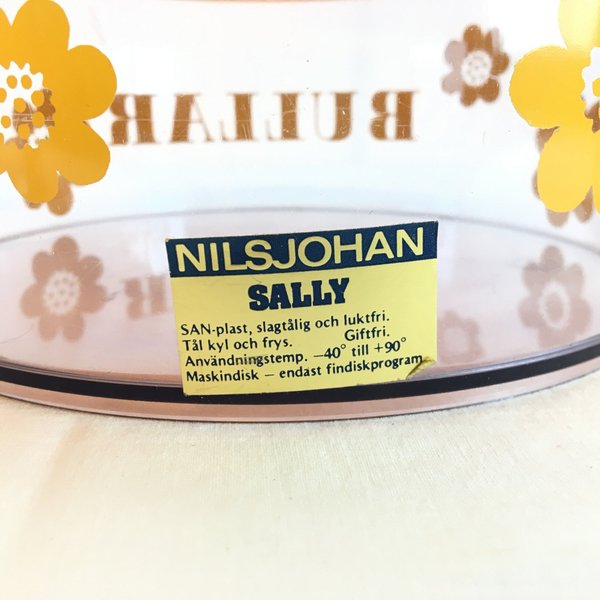 BULLAR
NILSJOHAN
SALLY
SAN-plast, slagtålig och luktfri.
Tål kyl och frys. Giftfri.
Användningstemp. –40° till +90°
Maskindisk – endast findiskprogram